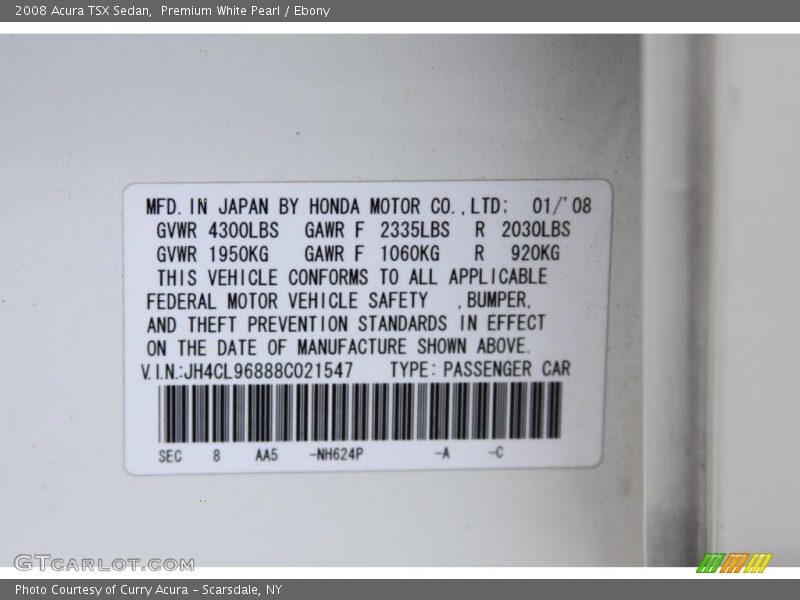 2008 Acura TSX Sedan,  Premium White Pearl / Ebony
MFD. IN JAPAN BY HONDA MOTOR CO.,LTD; 01/'08
GVWR 4300LBS GAWR F 2335LBS R 2030LBS
GVWR 1950KG GAWR F 1060KG R 920KG
THIS VEHICLE CONFORMS TO ALL APPLICABLE
FEDERAL MOTOR VEHICLE SAFETY ,BUMPER,
AND THEFT PREVENTION STANDARDS IN EFFECT
ON THE DATE OF MANUFACTURE SHOWN ABOVE.
V.I.N.:JH4CL96888C021547 TYPE: PASSENGER CAR
SEC 8 AA5 -NH624P -A -C
GTCARLOT.COM
Photo Courtesy of Curry Acura - Scarsdale, NY